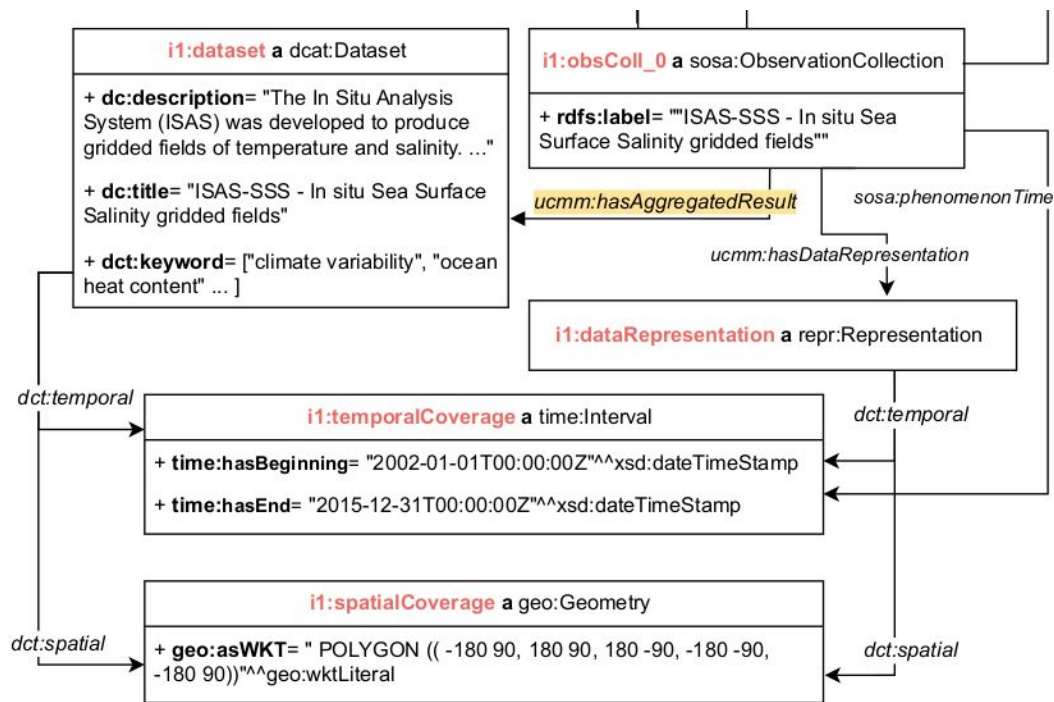 i1:dataset a dcat:Dataset
+ dc:description= "The In Situ Analysis
System (ISAS) was developed to produce
gridded fields of temperature and salinity. ..."
+ dc:title= "ISAS-SSS - In situ Sea Surface
Salinity gridded fields"
+ dct:keyword= ["climate variability", "ocean
heat content" ... ]
i1:obsColl_0 a sosa:ObservationCollection
+ rdfs:label= ""ISAS-SSS - In situ Sea
Surface Salinity gridded fields""
ucmm:hasAggregatedResult
sosa:phenomenonTime
ucmm:hasDataRepresentation
i1:dataRepresentation a repr:Representation
dct:temporal
dct:temporal
i1:temporalCoverage a time:Interval
+ time:hasBeginning= "2002-01-01T00:00:00Z"^^xsd:dateTimeStamp
+ time:hasEnd= "2015-12-31T00:00:00Z"^^xsd:dateTimeStamp
i1:spatialCoverage a geo:Geometry
+ geo:asWKT= " POLYGON (( -180 90, 180 90, 180 -90, -180 -90,
-180 90))"^^geo:wktLiteral
dct:spatial
dct:spatial